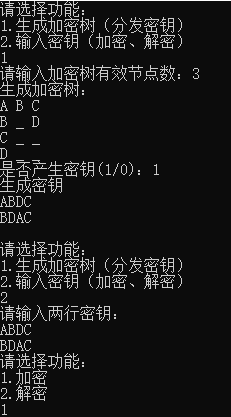 请选择功能：
1.生成加密树（分发密钥）
2.输入密钥（加密、解密）
1
请输入加密树有效节点数：3
生成加密树：
A B C
B _ D
C _ _
D _ _
是否产生密钥(1/0)：1
生成密钥
ABDC
BDAC
请选择功能：
1.生成加密树（分发密钥）
2.输入密钥（加密、解密）
2
请输入两行密钥：
ABDC
BDAC
请选择功能：
1.加密
2.解密
1